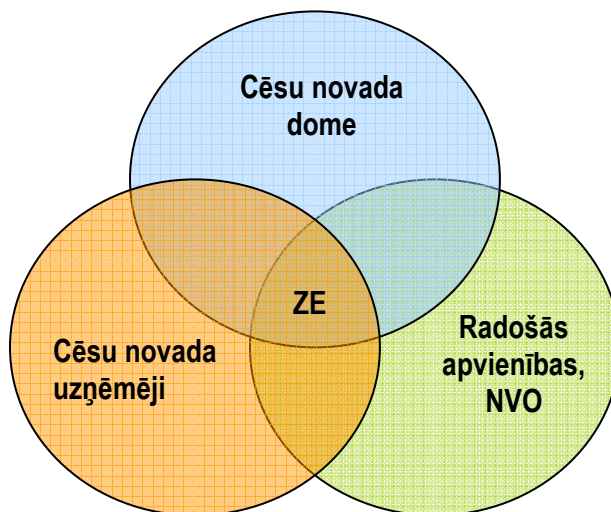 Cēsu novada
dome
ZE
Cēsu novada
uzņēmēji
Radošās
apvienības,
NVO